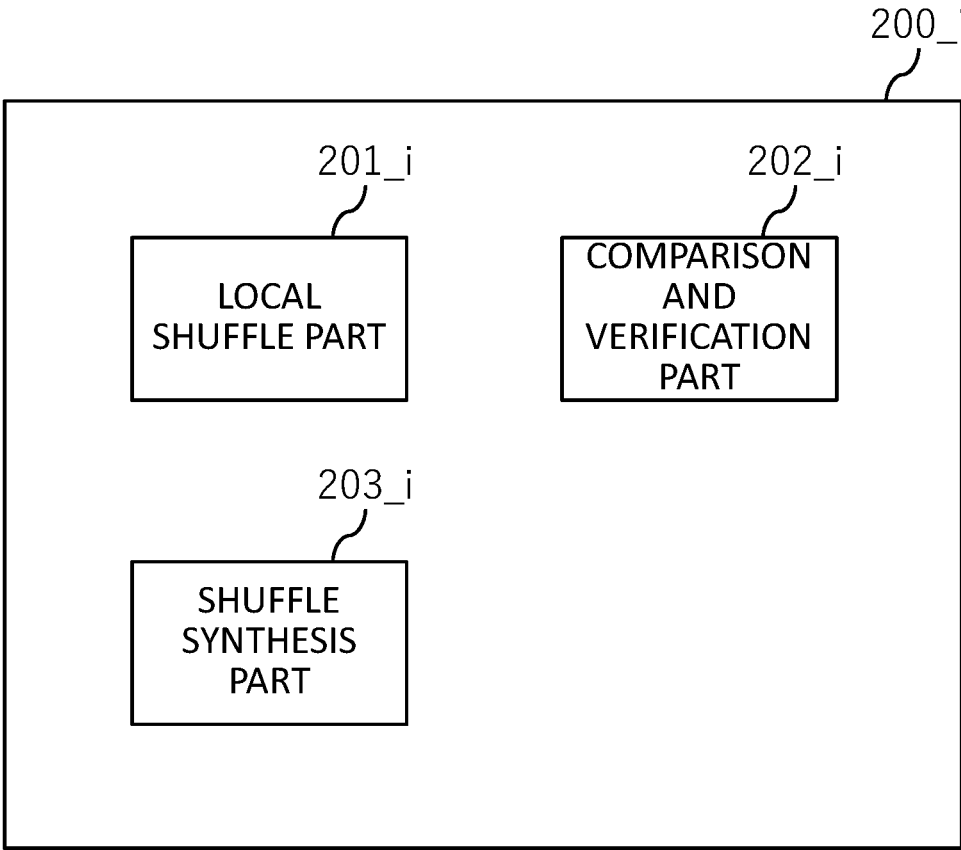 200_
201_i
202_i
LOCAL
SHUFFLE PART
COMPARISON
AND
VERIFICATION
PART
203_i
SHUFFLE
SYNTHESIS
PART